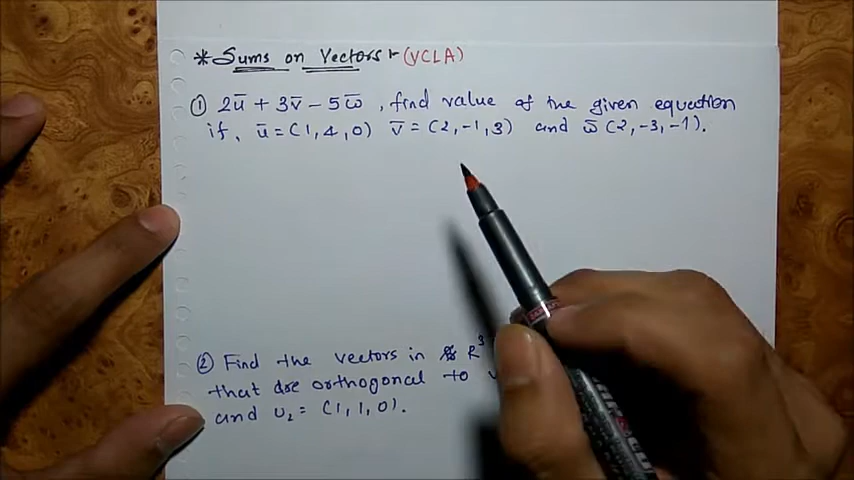 * Sums on Vectors :- (VCLA)
① 2ū + 3v̄ - 5w̄ , find value of the given equation
if, ū = (1, 4, 0) v̄ = (2, -1, 3) and w̄ (2, -3, -1).
② Find the vectors in R³
that are orthogonal to
and u₂ = (1, 1, 0).